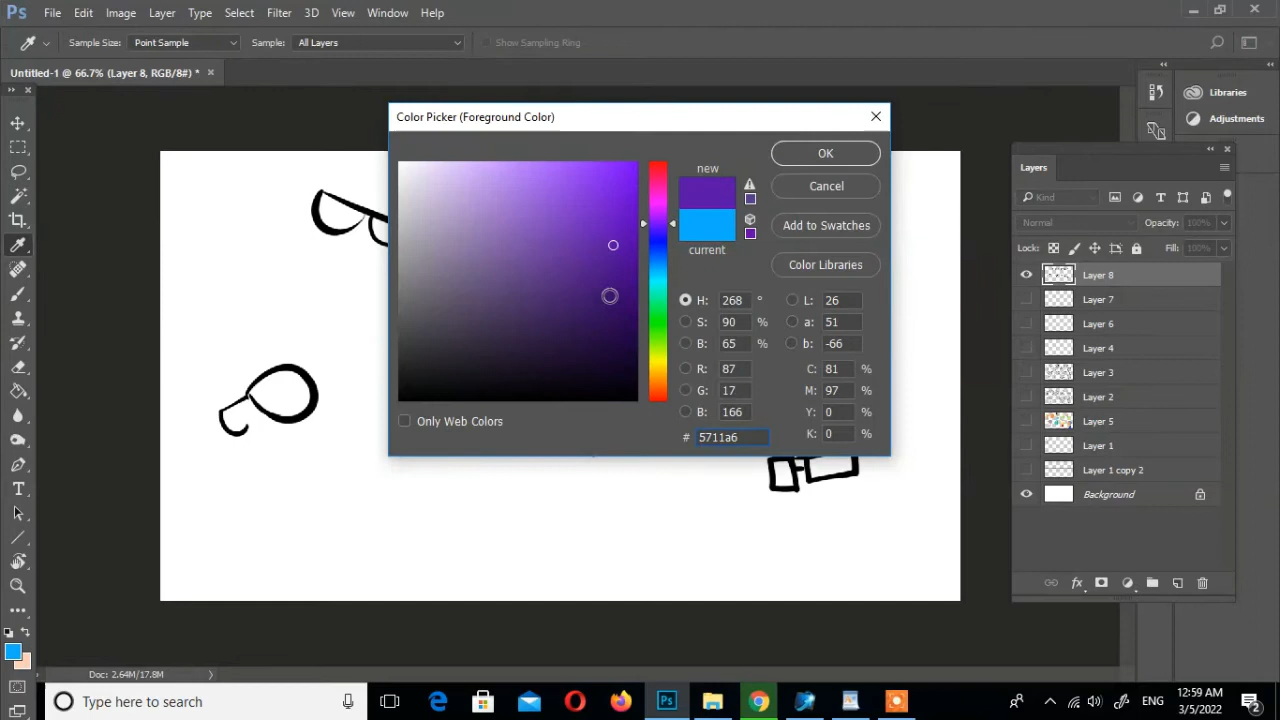 Ps File Edit Image Layer Type Select Filter 3D View Window Help
Sample Size: Point Sample Sample: All Layers Show Sampling Ring
Untitled-1 @ 66.7% (Layer 8, RGB/8#) * ×
Libraries
Adjustments
Color Picker (Foreground Color)
new
current
OK
Cancel
Add to Swatches
Color Libraries
H: 268 ° L: 26
S: 90 % a: 51
B: 65 % b: -66
R: 87 C: 81 %
G: 17 M: 97 %
B: 166 Y: 0 %
# 5711a6 K: 0 %
Only Web Colors
Layers
Kind
Normal Opacity: 100%
Lock: Fill: 100%
Layer 8
Layer 7
Layer 6
Layer 4
Layer 3
Layer 2
Layer 5
Layer 1
Layer 1 copy 2
Background
fx
Doc: 2.64M/17.8M
Type here to search
Ps
ENG
12:59 AM
3/5/2022
2